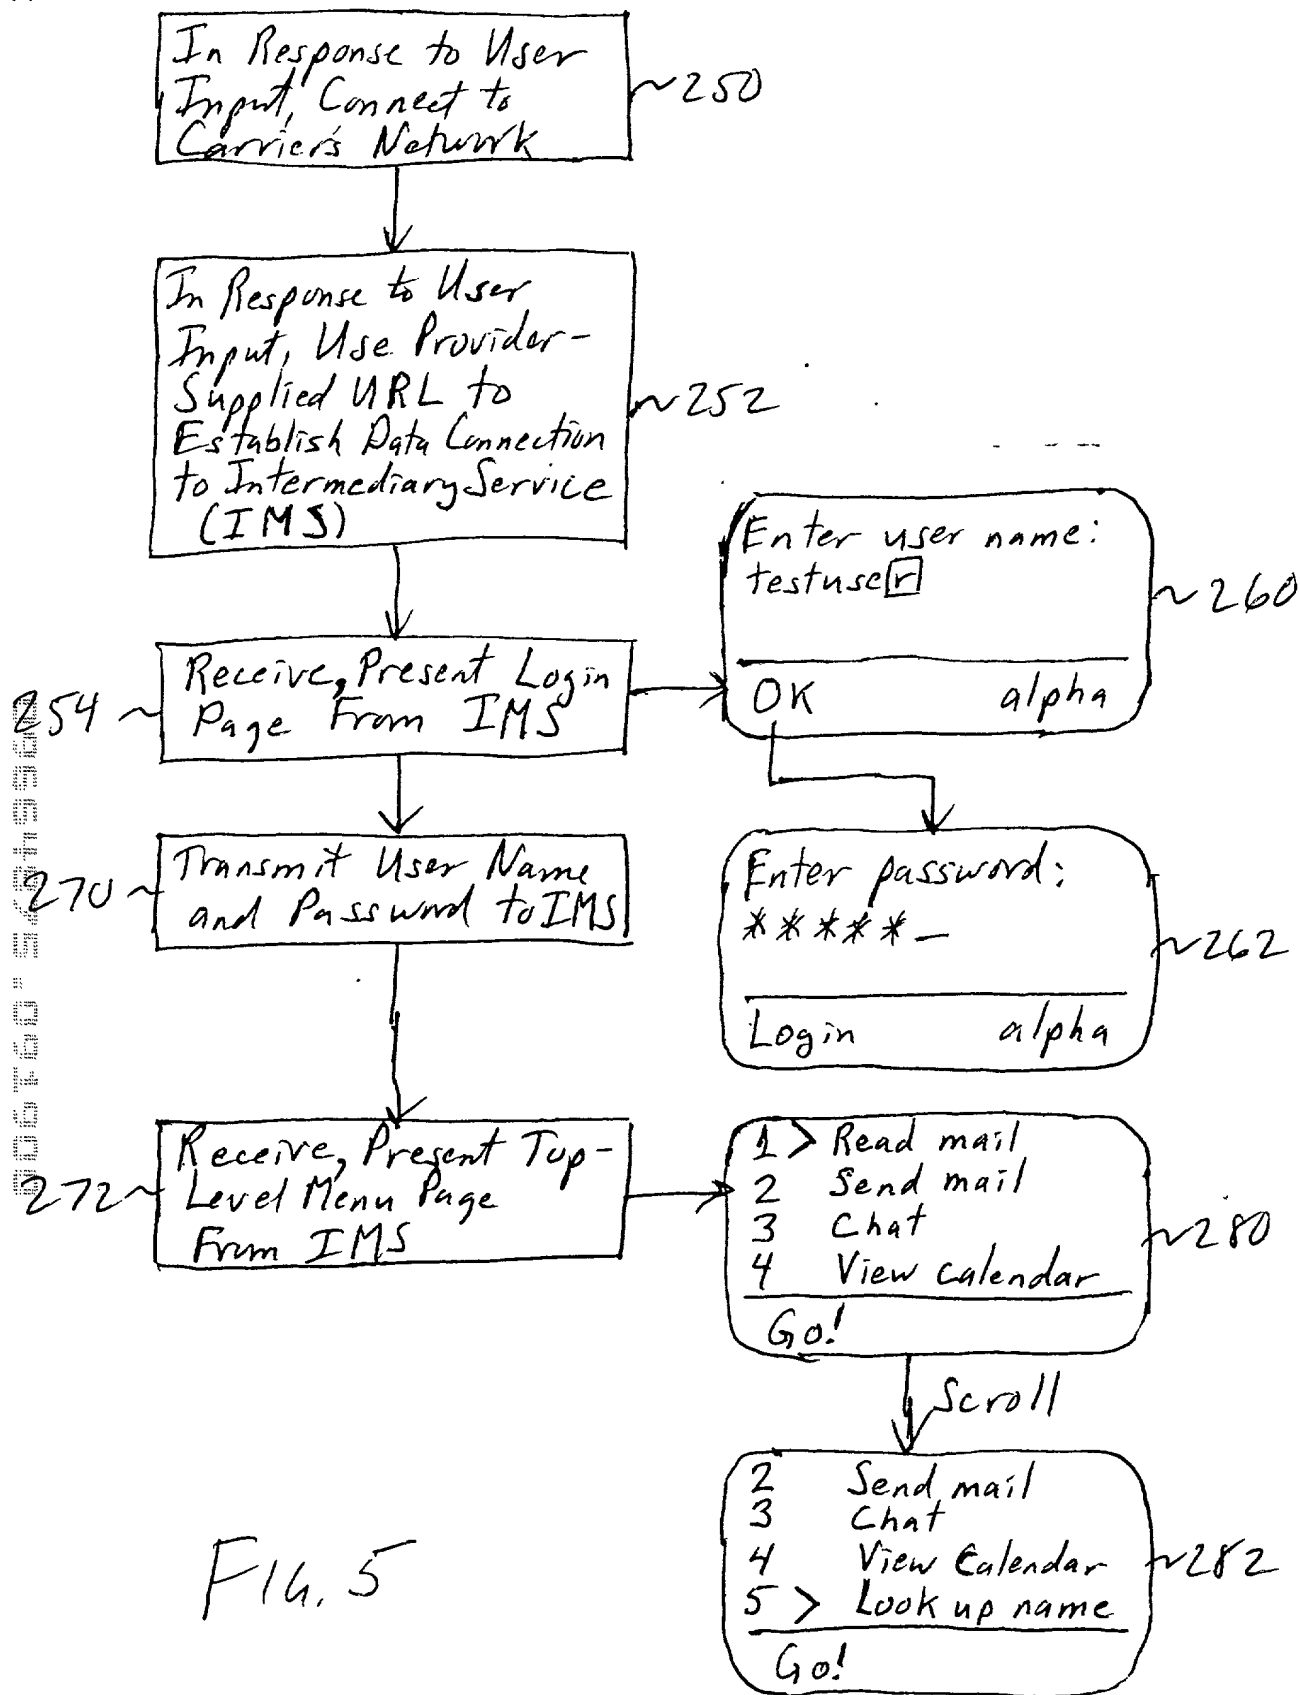 In Response to User
Input, Connect to
Carrier's Network
~250
In Response to User
Input, Use Provider-
Supplied URL to
Establish Data Connection
to Intermediary Service
(IMS)
~252
Enter user name:
testuser
OK alpha
~260
254 ~
Receive, Present Login
Page From IMS
270 ~
Transmit User Name
and Password to IMS
Enter password:
*****_
Login alpha
~262
272 ~
Receive, Present Top-
Level Menu Page
From IMS
1 > Read mail
2 Send mail
3 Chat
4 View calendar
Go!
~280
Scroll
2 Send mail
3 Chat
4 View Calendar
5 > Look up name
Go!
~282
FIG. 5